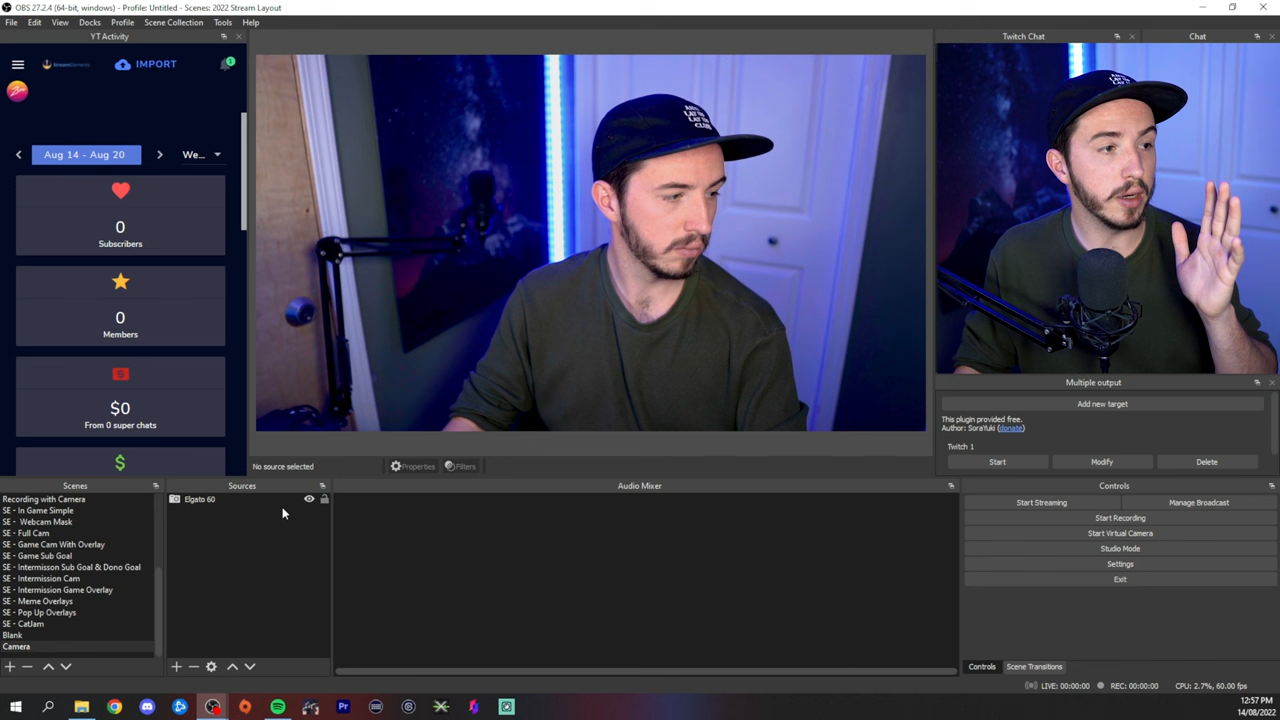 OBS 27.2.4 (64-bit, windows) - Profile: Untitled - Scenes: 2022 Stream Layout
File Edit View Docks Profile Scene Collection Tools Help
YT Activity
StreamElements
IMPORT
1
Aug 14 - Aug 20
We...
0
Subscribers
0
Members
$0
From 0 super chats
Twitch Chat
Chat
Multiple output
Add new target
This plugin provided free.
Author: SoraYuki (donate)
Twitch 1
Start
Modify
Delete
No source selected
Properties
Filters
Scenes
Recording with Camera
SE - In Game Simple
SE - Webcam Mask
SE - Full Cam
SE - Game Cam With Overlay
SE - Game Sub Goal
SE - Intermisson Sub Goal & Dono Goal
SE - Intermission Cam
SE - Intermission Game Overlay
SE - Meme Overlays
SE - Pop Up Overlays
SE - CatJam
Blank
Camera
Sources
Elgato 60
Audio Mixer
Controls
Start Streaming
Manage Broadcast
Start Recording
Start Virtual Camera
Studio Mode
Settings
Exit
Controls
Scene Transitions
LIVE: 00:00:00
REC: 00:00:00
CPU: 2.7%, 60.00 fps
Pr
12:57 PM
14/08/2022